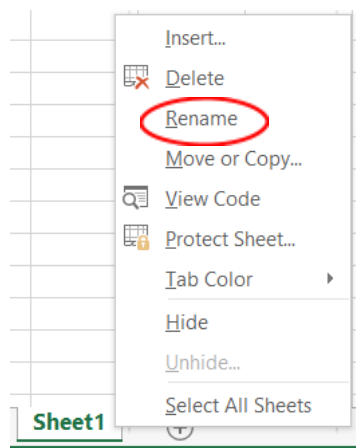 Insert...
Delete
Rename
Move or Copy...
View Code
Protect Sheet...
Tab Color
Hide
Unhide...
Select All Sheets
Sheet1